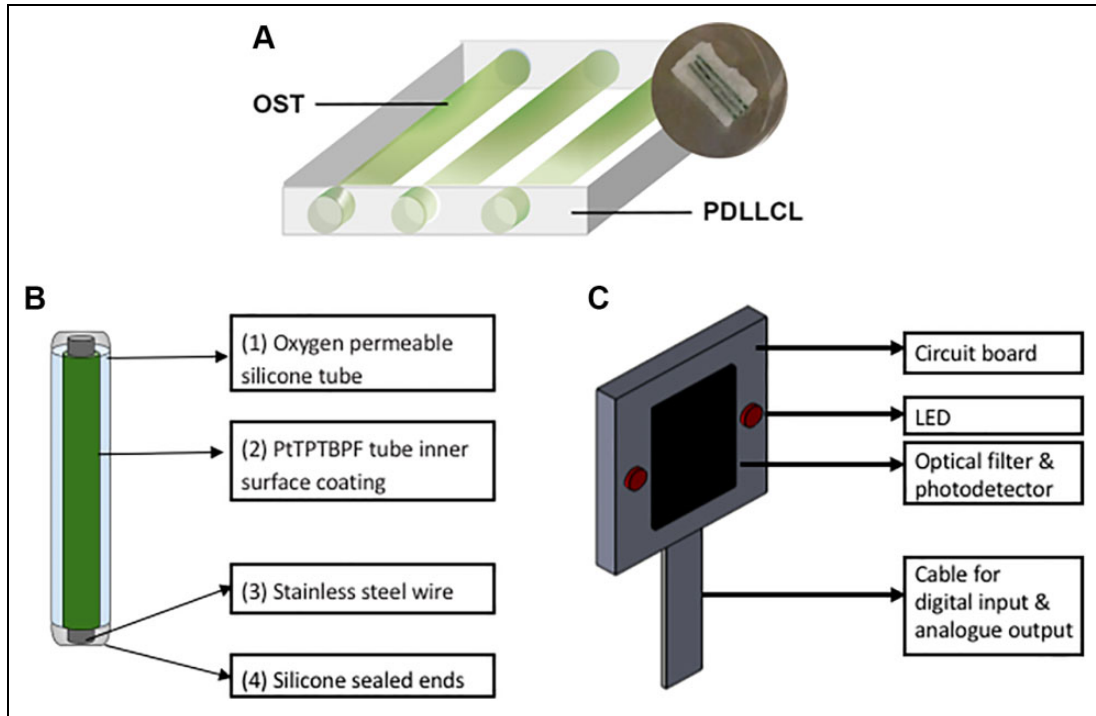 A
OST
PDLLCL
B
(1) Oxygen permeable
silicone tube
(2) PtTPTBPF tube inner
surface coating
(3) Stainless steel wire
(4) Silicone sealed ends
C
Circuit board
LED
Optical filter &
photodetector
Cable for
digital input &
analogue output